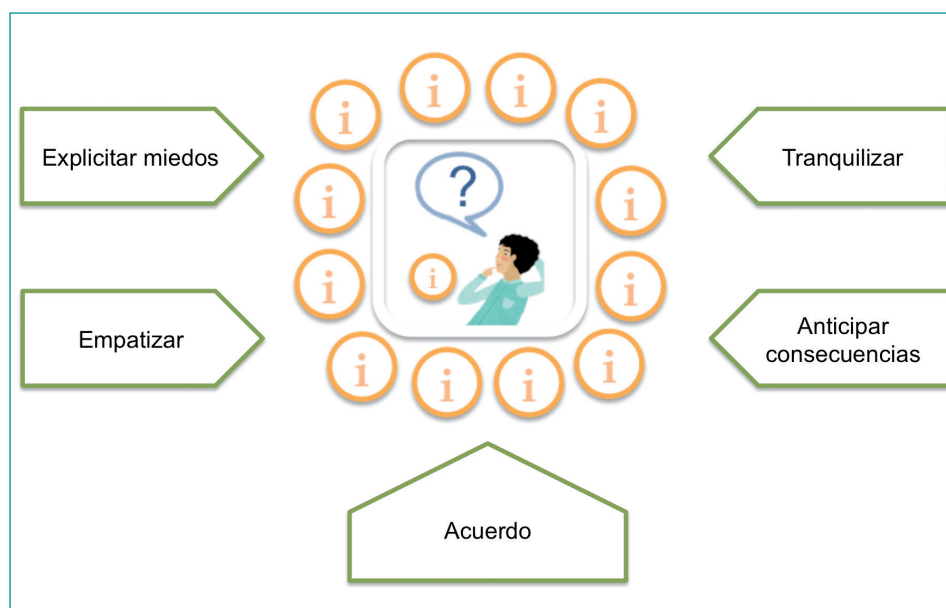 i
i
i
i
Explicitar miedos
Tranquilizar
?
i
i
i
i
i
Empatizar
Anticipar
consecuencias
i
i
i
i
Acuerdo